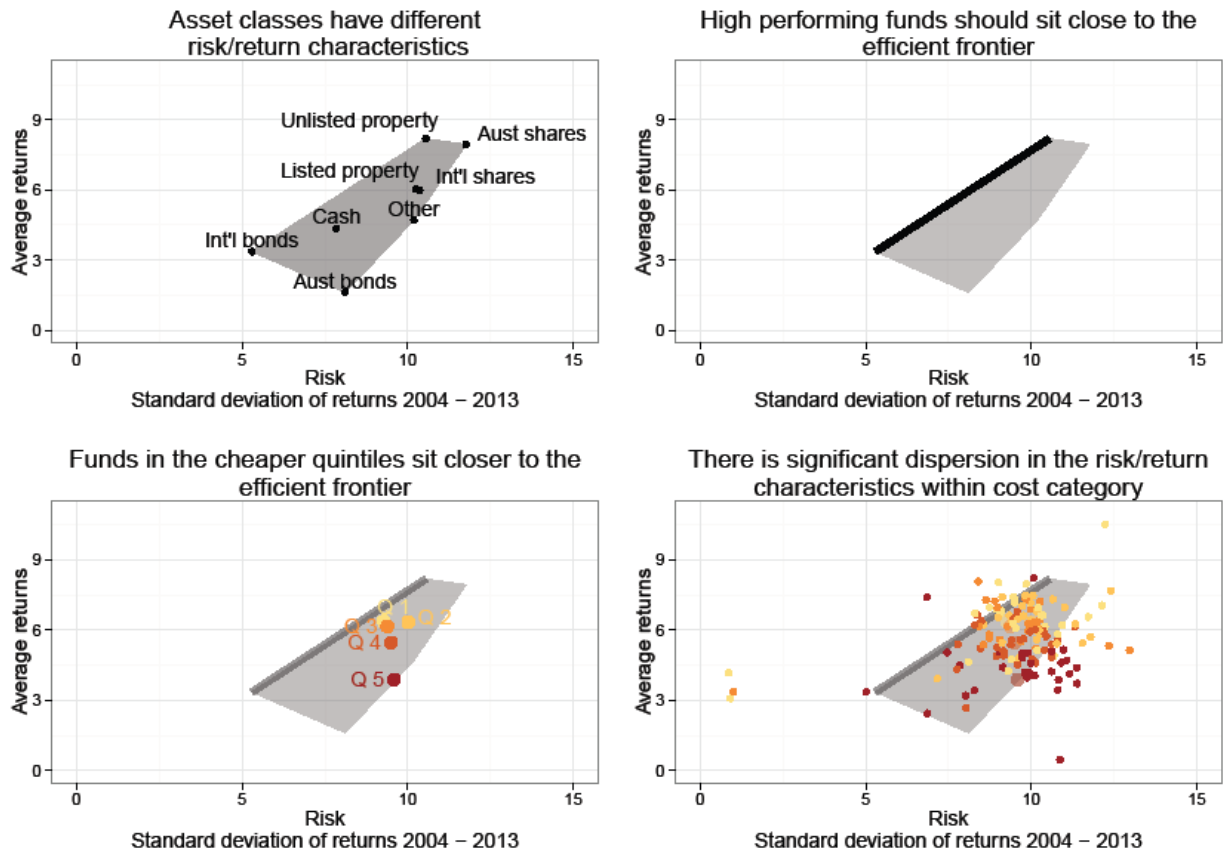 Asset classes have different
risk/return characteristics
Average returns
9
6
3
0
Unlisted property
Aust shares
Listed property
Int'l shares
Cash
Other
Int'l bonds
Aust bonds
0
5
10
15
Risk
Standard deviation of returns 2004 – 2013
High performing funds should sit close to the
efficient frontier
Average returns
9
6
3
0
0
5
10
15
Risk
Standard deviation of returns 2004 – 2013
Funds in the cheaper quintiles sit closer to the
efficient frontier
Average returns
9
6
3
0
Q 1
Q 2
Q 3
Q 4
Q 5
0
5
10
15
Risk
Standard deviation of returns 2004 – 2013
There is significant dispersion in the risk/return
characteristics within cost category
Average returns
9
6
3
0
0
5
10
15
Risk
Standard deviation of returns 2004 – 2013